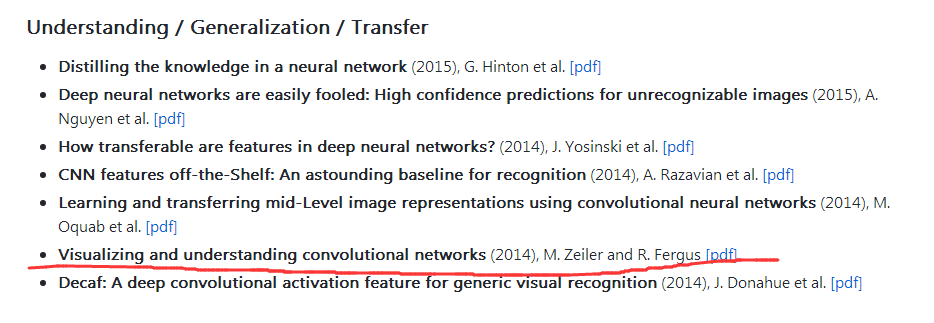 Understanding / Generalization / Transfer
• Distilling the knowledge in a neural network (2015), G. Hinton et al. [pdf]
• Deep neural networks are easily fooled: High confidence predictions for unrecognizable images (2015), A.
Nguyen et al. [pdf]
• How transferable are features in deep neural networks? (2014), J. Yosinski et al. [pdf]
• CNN features off-the-Shelf: An astounding baseline for recognition (2014), A. Razavian et al. [pdf]
• Learning and transferring mid-Level image representations using convolutional neural networks (2014), M.
Oquab et al. [pdf]
• Visualizing and understanding convolutional networks (2014), M. Zeiler and R. Fergus [pdf]
• Decaf: A deep convolutional activation feature for generic visual recognition (2014), J. Donahue et al. [pdf]